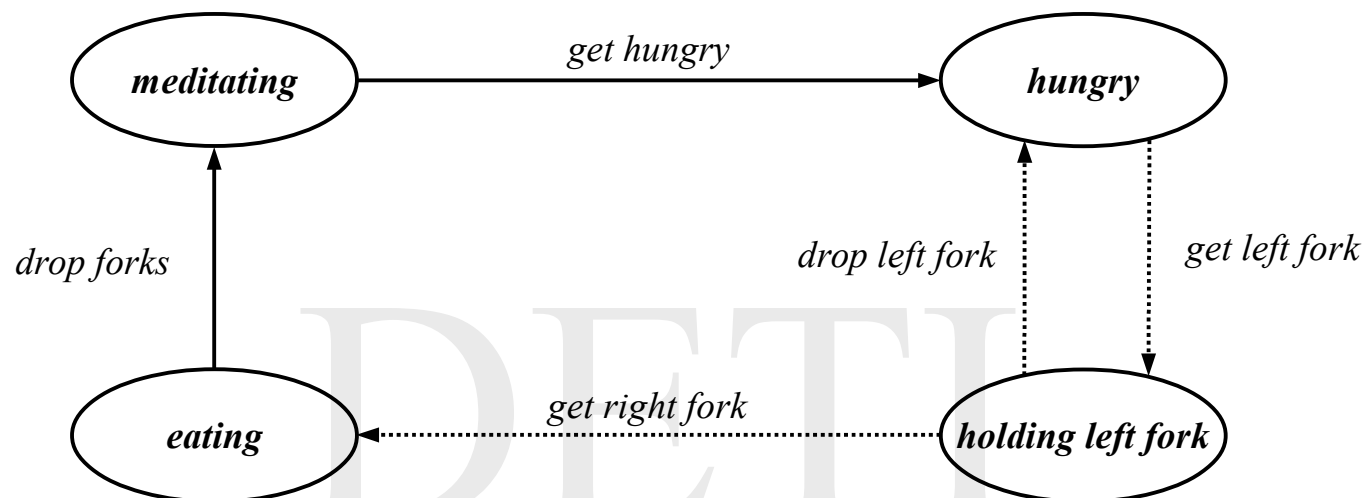 get hungry
meditating
hungry
drop forks
drop left fork
get left fork
get right fork
eating
holding left fork
DETI